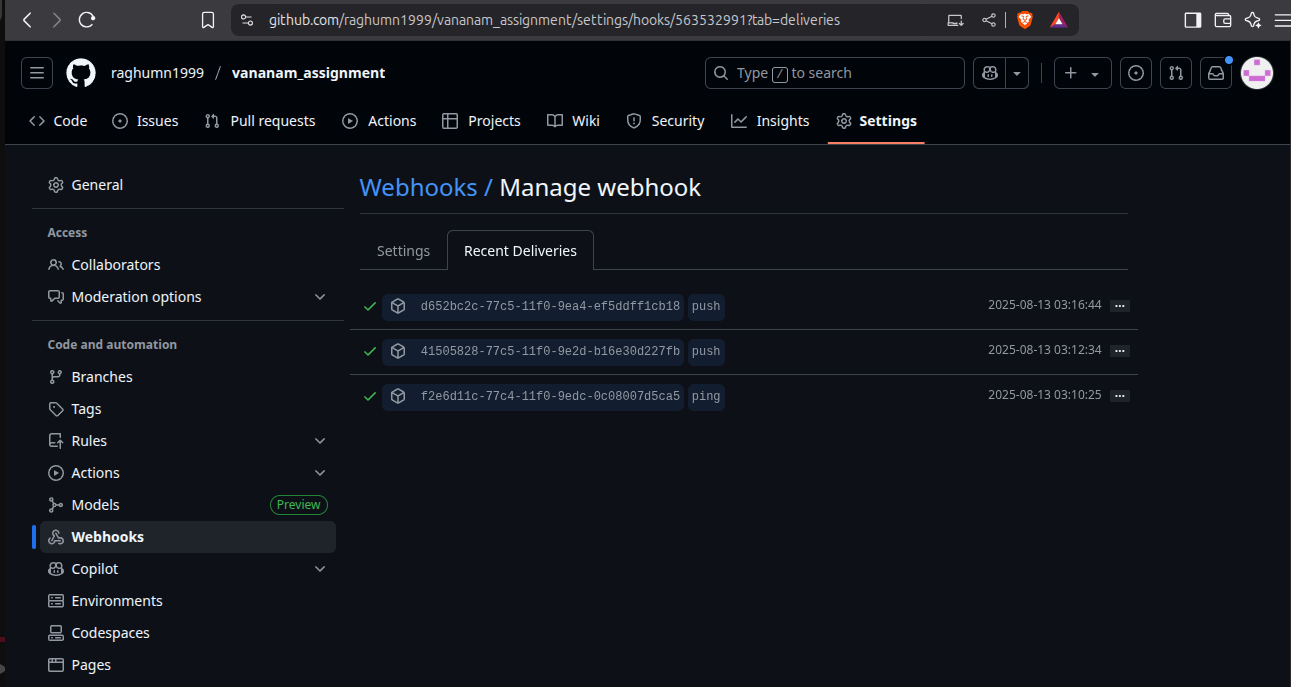 github.com/raghumn1999/vananam_assignment/settings/hooks/563532991?tab=deliveries
raghumn1999 / vananam_assignment
Type / to search
Code Issues Pull requests Actions Projects Wiki Security Insights Settings
General
Access
Collaborators
Moderation options
Code and automation
Branches
Tags
Rules
Actions
Models Preview
Webhooks
Copilot
Environments
Codespaces
Pages
Webhooks / Manage webhook
Settings Recent Deliveries
d652bc2c-77c5-11f0-9ea4-ef5ddff1cb18 push 2025-08-13 03:16:44 ...
41505828-77c5-11f0-9e2d-b16e30d227fb push 2025-08-13 03:12:34 ...
f2e6d11c-77c4-11f0-9edc-0c08007d5ca5 ping 2025-08-13 03:10:25 ...